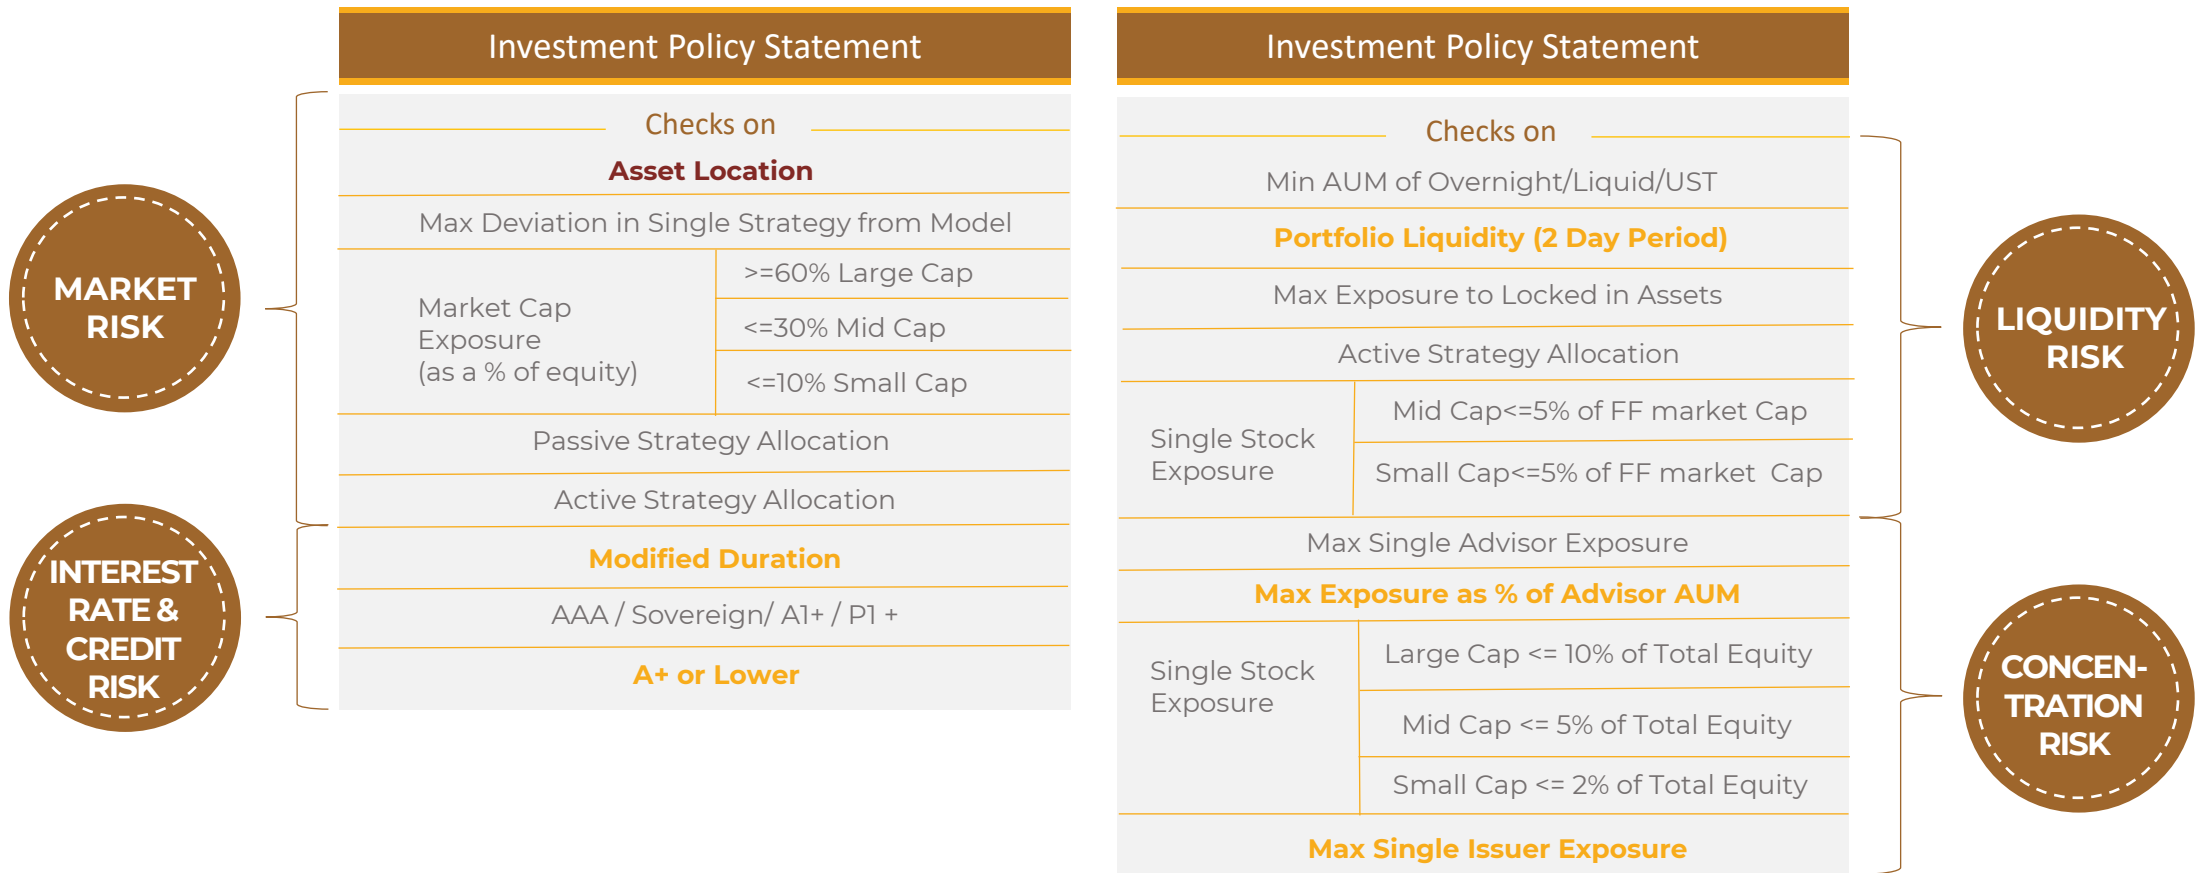 Investment Policy Statement
Checks on
Asset Location
Max Deviation in Single Strategy from Model
Market Cap
Exposure
(as a % of equity)
>=60% Large Cap
<=30% Mid Cap
<=10% Small Cap
Passive Strategy Allocation
Active Strategy Allocation
Modified Duration
AAA / Sovereign/ A1+ / P1 +
A+ or Lower
MARKET
RISK
INTEREST
RATE &
CREDIT
RISK
Investment Policy Statement
Checks on
Min AUM of Overnight/Liquid/UST
Portfolio Liquidity (2 Day Period)
Max Exposure to Locked in Assets
Active Strategy Allocation
Single Stock
Exposure
Mid Cap<=5% of FF market Cap
Small Cap<=5% of FF market Cap
Max Single Advisor Exposure
Max Exposure as % of Advisor AUM
Single Stock
Exposure
Large Cap <= 10% of Total Equity
Mid Cap <= 5% of Total Equity
Small Cap <= 2% of Total Equity
Max Single Issuer Exposure
LIQUIDITY
RISK
CONCEN-
TRATION
RISK